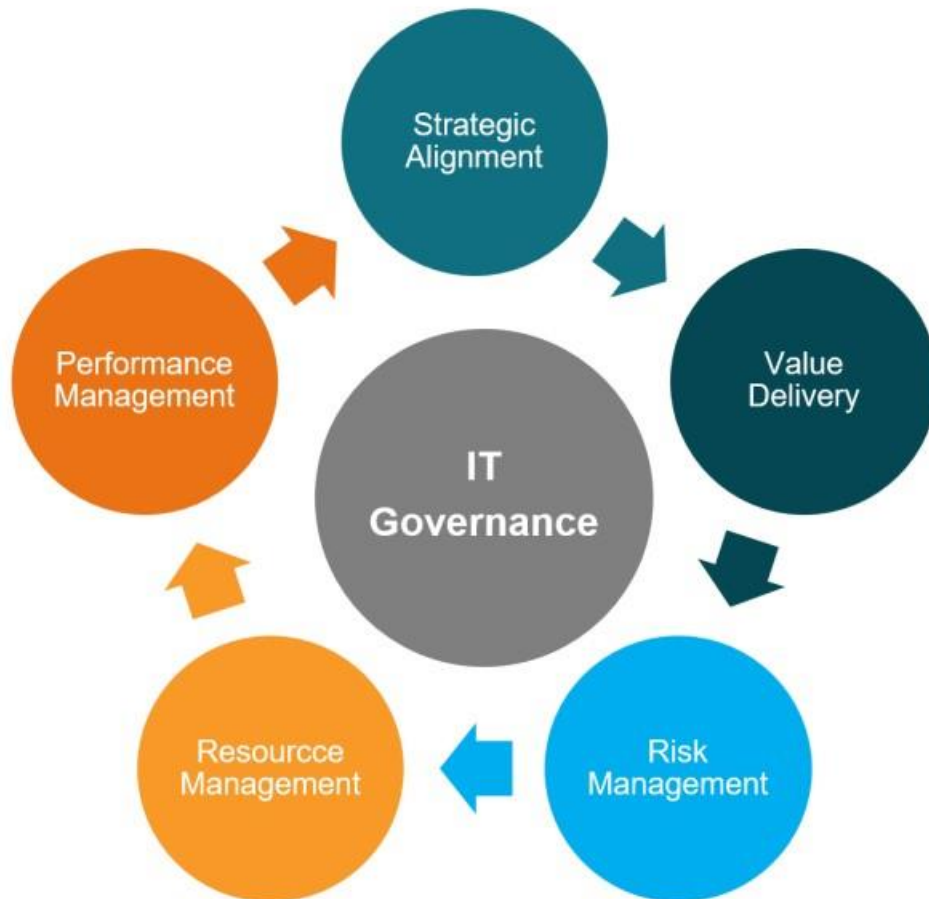 Strategic
Alignment
Value
Delivery
Risk
Management
Resourcce
Management
Performance
Management
IT
Governance